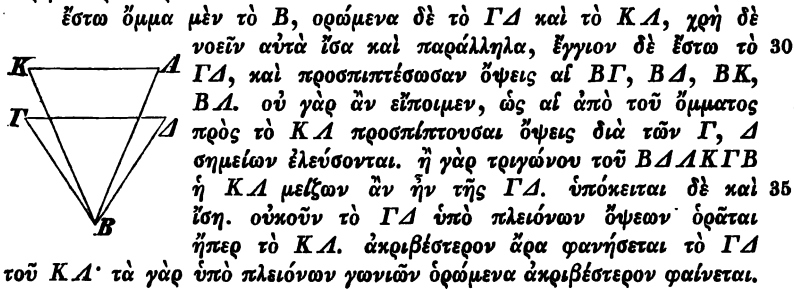 ἔστω ὄμμα μὲν τὸ Β, ὁρώμενα δὲ τὸ ΓΔ καὶ τὸ ΚΛ, χρὴ δὲ
νοεῖν αὐτὰ ἴσα καὶ παράλληλα, ἔγγιον δὲ ἔστω τὸ 30
ΓΔ, καὶ προσπιπτέσωσαν ὄψεις αἱ ΒΓ, ΒΔ, ΒΚ,
ΒΛ. οὐ γὰρ ἂν εἴποιμεν, ὡς αἱ ἀπὸ τοῦ ὄμματος
πρὸς τὸ ΚΛ προσπίπτουσαι ὄψεις διὰ τῶν Γ, Δ
σημείων ἐλεύσονται. ἢ γὰρ τριγώνου τοῦ ΒΔΛΚΓΒ
ἡ ΚΛ μείζων ἂν ἦν τῆς ΓΔ. ὑπόκειται δὲ καὶ 35
ἴση. οὐκοῦν τὸ ΓΔ ὑπὸ πλειόνων ὄψεων ὁρᾶται
ἤπερ τὸ ΚΛ. ἀκριβέστερον ἄρα φανήσεται τὸ ΓΔ
τοῦ ΚΛ· τὰ γὰρ ὑπὸ πλειόνων γωνιῶν ὁρώμενα ἀκριβέστερον φαίνεται.
Κ Λ
Γ Δ
Β